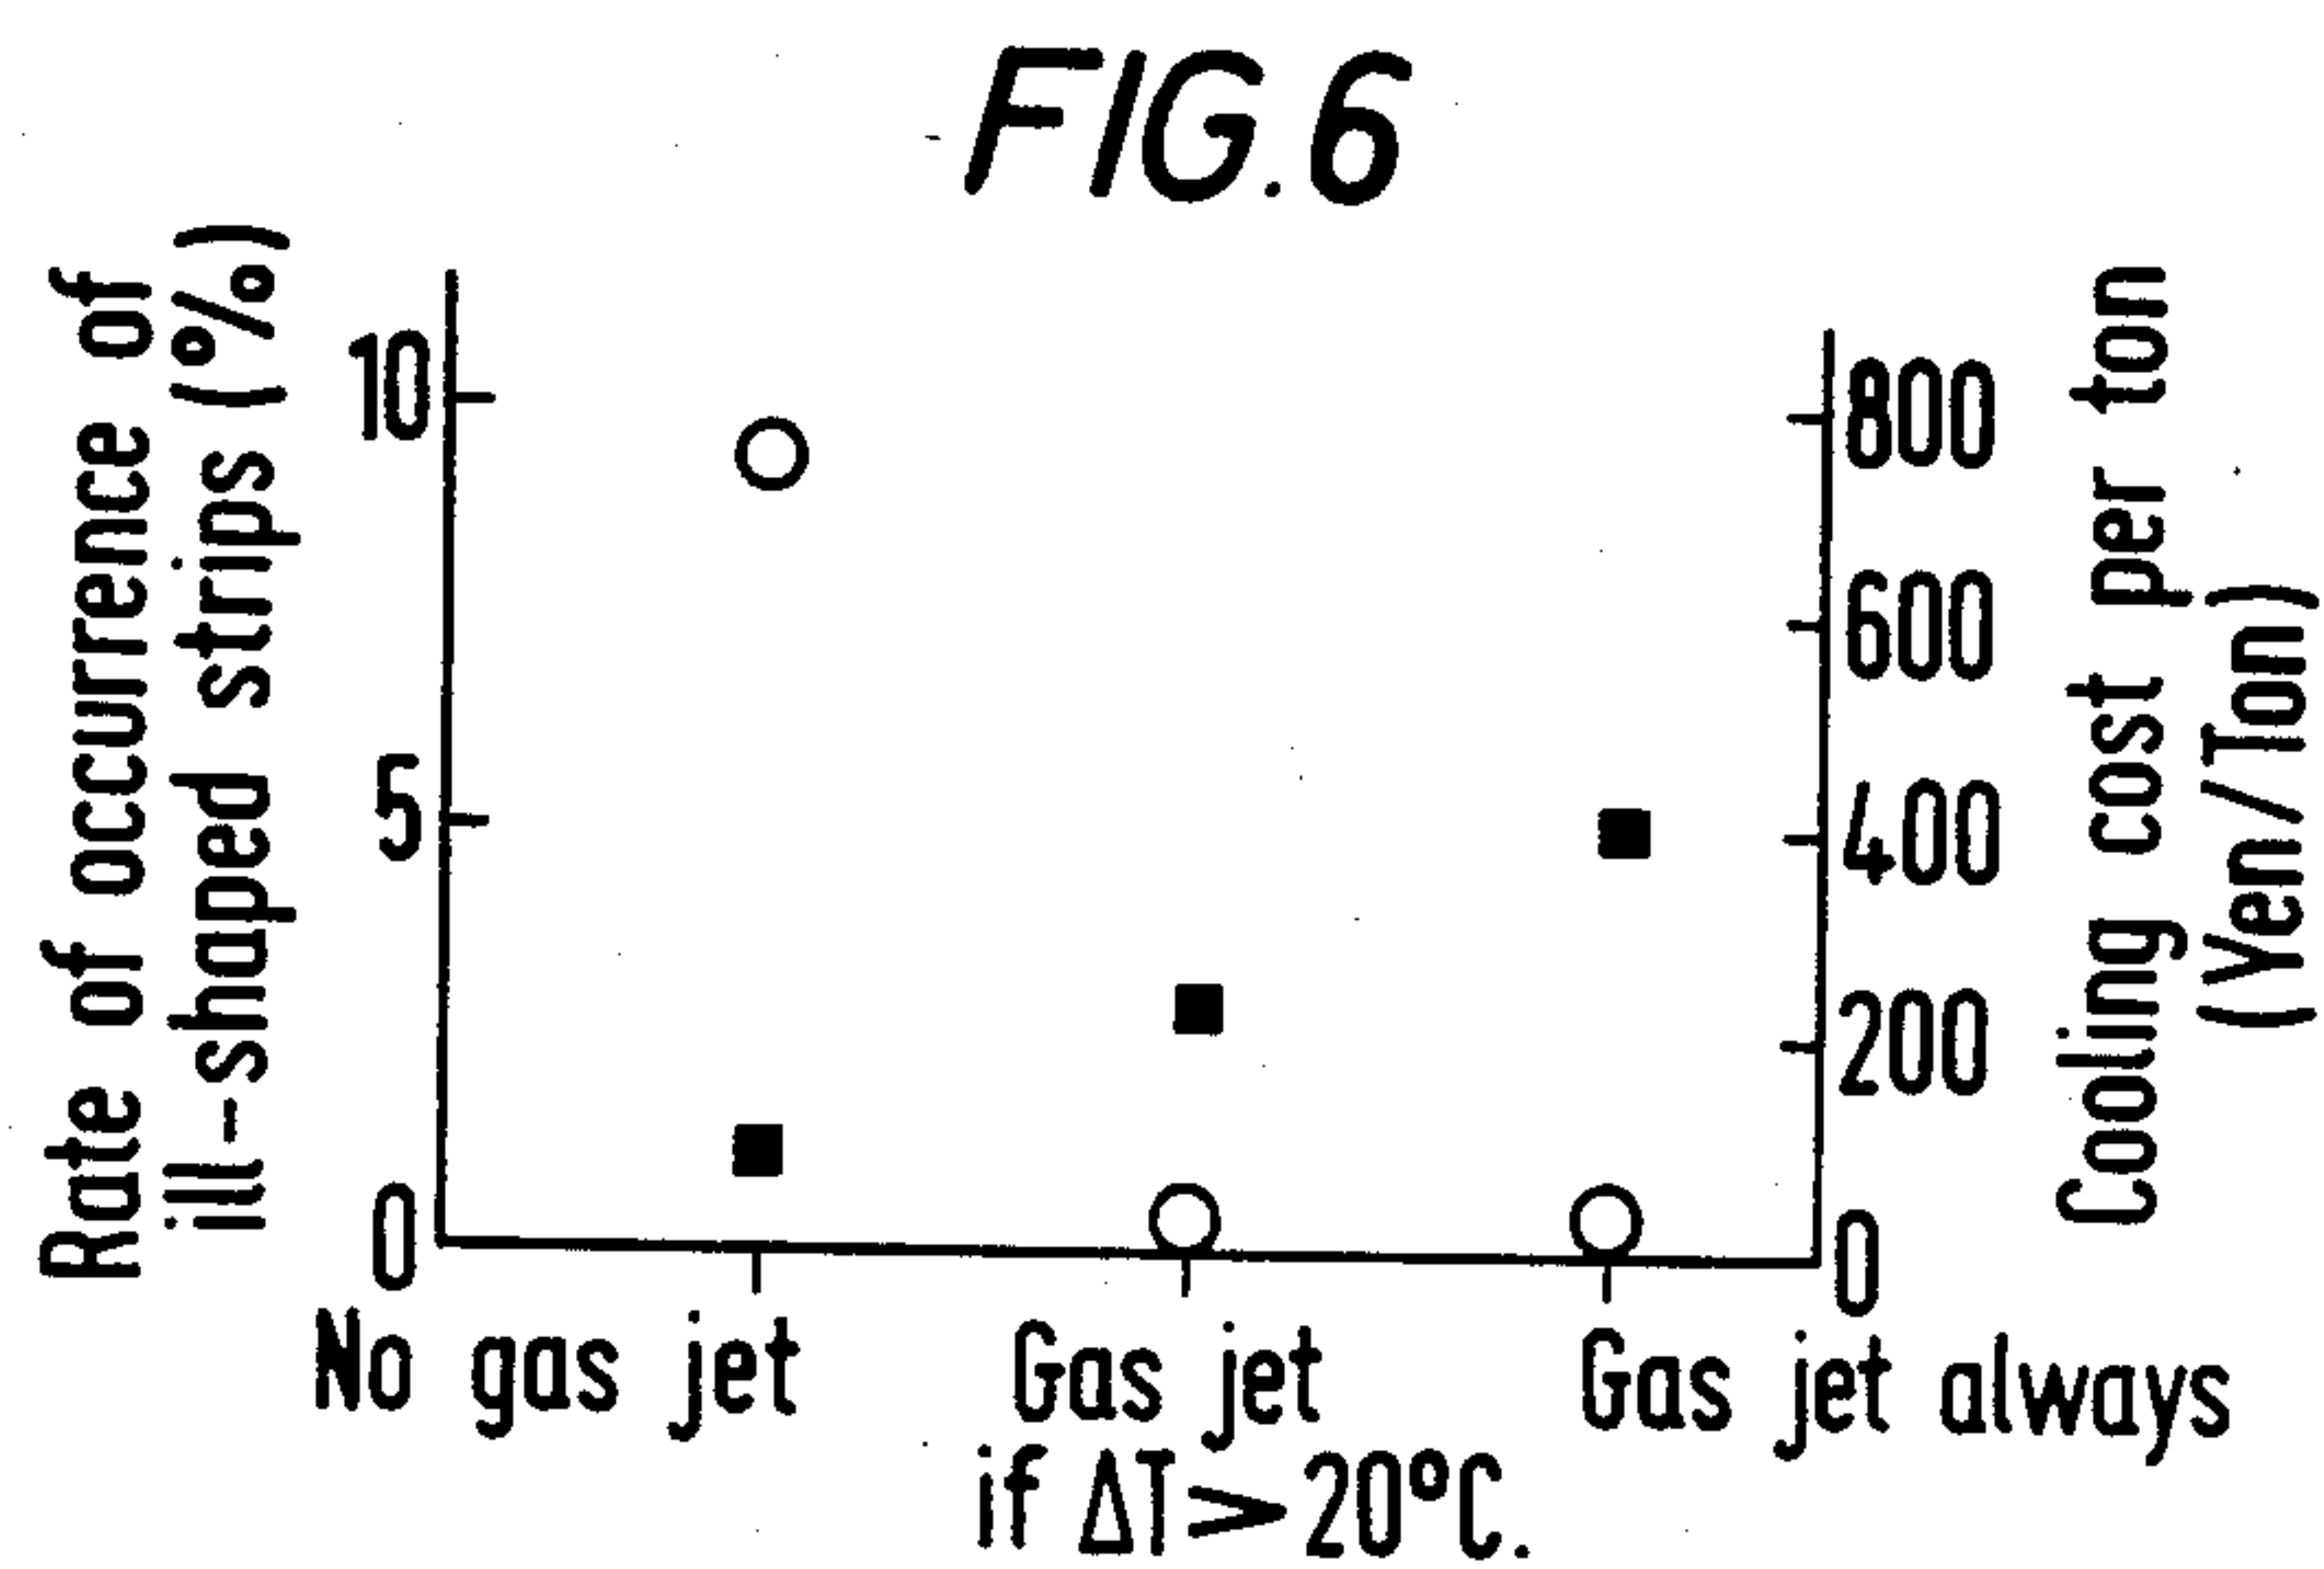 FIG.6
Rate of occurrence of
ill-shaped strips (%)
10
5
0
800
600
400
200
0
Cooling cost per ton
(Yen/Ton)
No gas jet
Gas jet
if ΔT>20°C.
Gas jet always